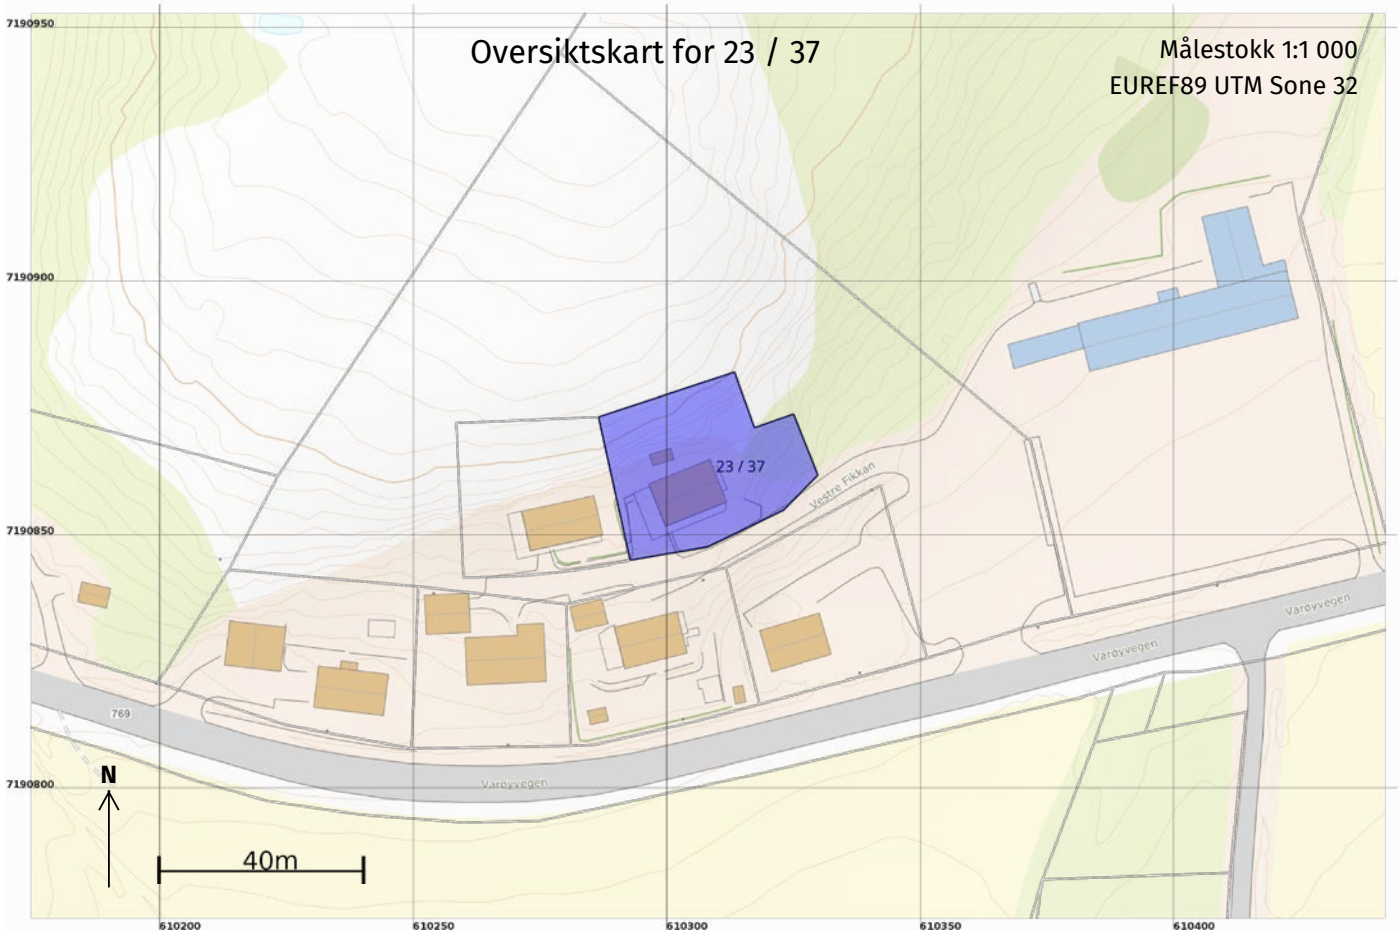 7190950
Oversiktskart for 23 / 37
Målestokk 1:1 000
EUREF89 UTM Sone 32
7190900
23 / 37
Vestre Fikkan
7190850
Varøyvegen
Varøyvegen
769
Varøyvegen
7190800
N
40m
610200
610250
610300
610350
610400